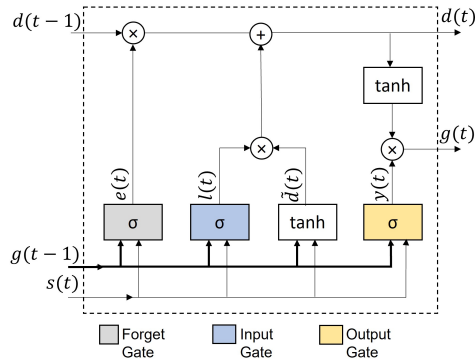 d(t−1)
d(t)
×
+
tanh
g(t)
×
×
e(t)
l(t)
d̃(t)
y(t)
σ
σ
tanh
σ
g(t−1)
s(t)
Forget
Gate
Input
Gate
Output
Gate